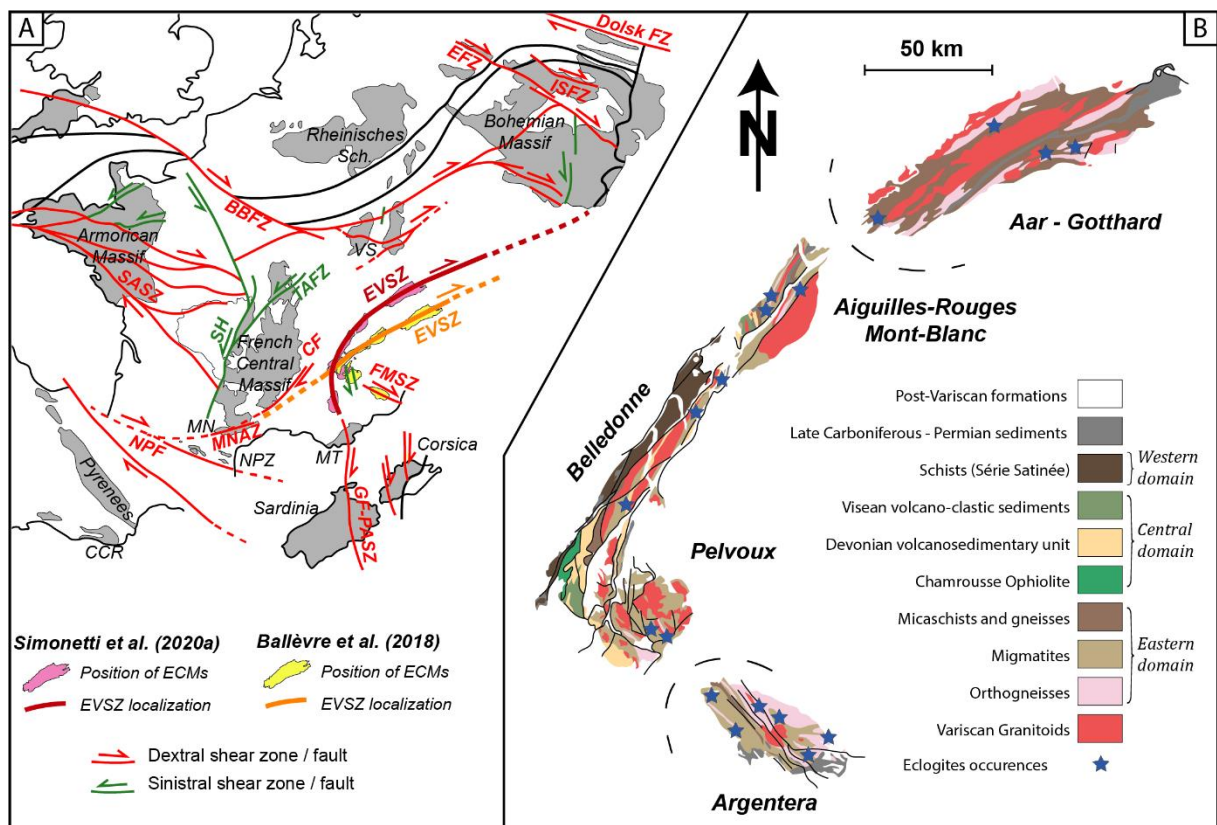 A
Dolsk FZ
EFZ
ISFZ
Bohemian
Massif
Rheinisches
Sch.
BBFZ
VS
Armorican
Massif
SASZ
TAFZ
SH
French
Central
Massif
CF
EVSZ
EVSZ
FMSZ
MN
MNAZ
NPF
NPZ
MT
Corsica
Pyrenees
Sardinia
GF-PASZ
CCR
Simonetti et al. (2020a)
Position of ECMs
EVSZ localization
Ballèvre et al. (2018)
Position of ECMs
EVSZ localization
Dextral shear zone / fault
Sinistral shear zone / fault
B
50 km
N
Aar - Gotthard
Aiguilles-Rouges
Mont-Blanc
Belledonne
Pelvoux
Argentera
Post-Variscan formations
Late Carboniferous - Permian sediments
Schists (Série Satinée)
Western
domain
Visean volcano-clastic sediments
Devonian volcanosedimentary unit
Chamrousse Ophiolite
Central
domain
Micaschists and gneisses
Migmatites
Orthogneisses
Eastern
domain
Variscan Granitoids
Eclogites occurences